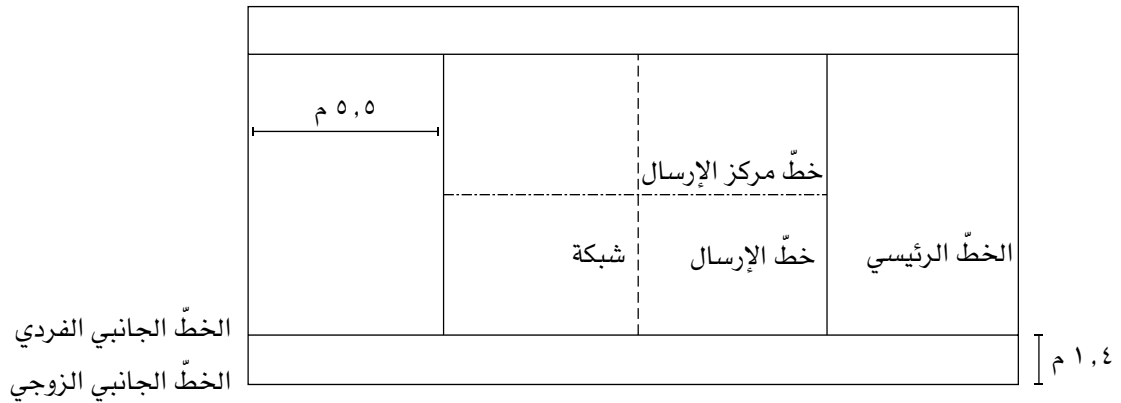 ٥,٥ م
خطّ مركز الإرسال
الخطّ الرئيسي
خطّ الإرسال
شبكة
الخطّ الجانبي الفردي
١,٤ م
الخطّ الجانبي الزوجي